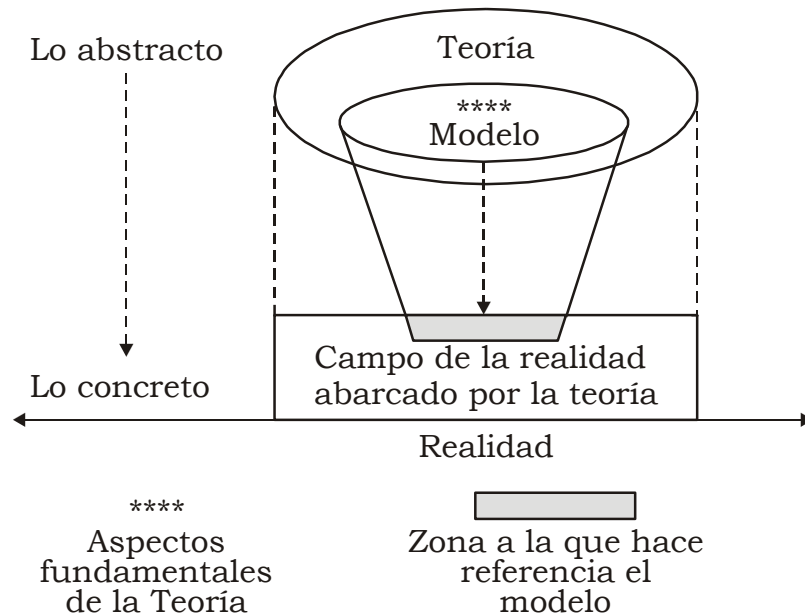 Lo abstracto
Teoría
****
Modelo
Campo de la realidad
abarcado por la teoría
Lo concreto
Realidad
****
Aspectos
fundamentales
de la Teoría
Zona a la que hace
referencia el
modelo